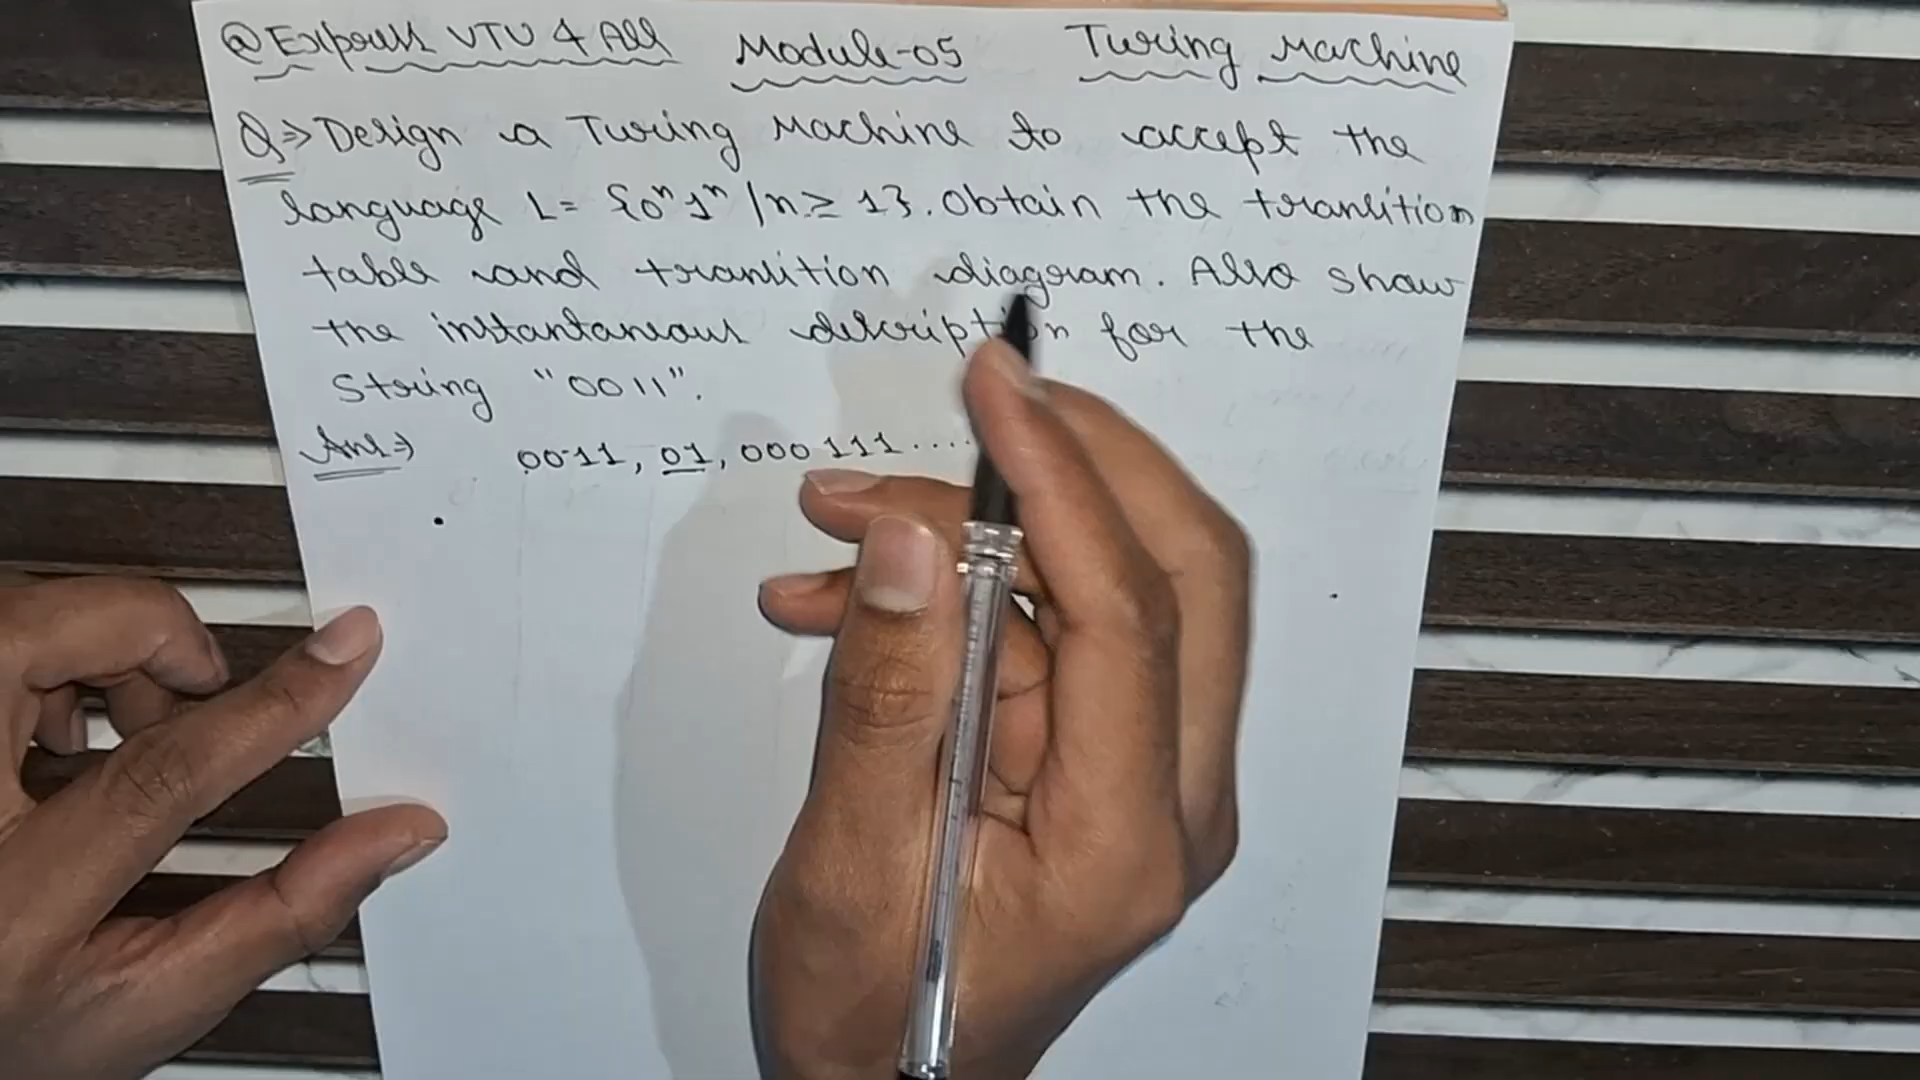 @Express VTU 4 All Module-05 Turing Machine
Q⇒ Design a Turing Machine to accept the
language L= {0ⁿ1ⁿ /n≥ 1}. Obtain the transition
table and transition diagram. Also show
the instantaneous description for the
String "0011".
Ans⇒ 0011, 01, 000111....